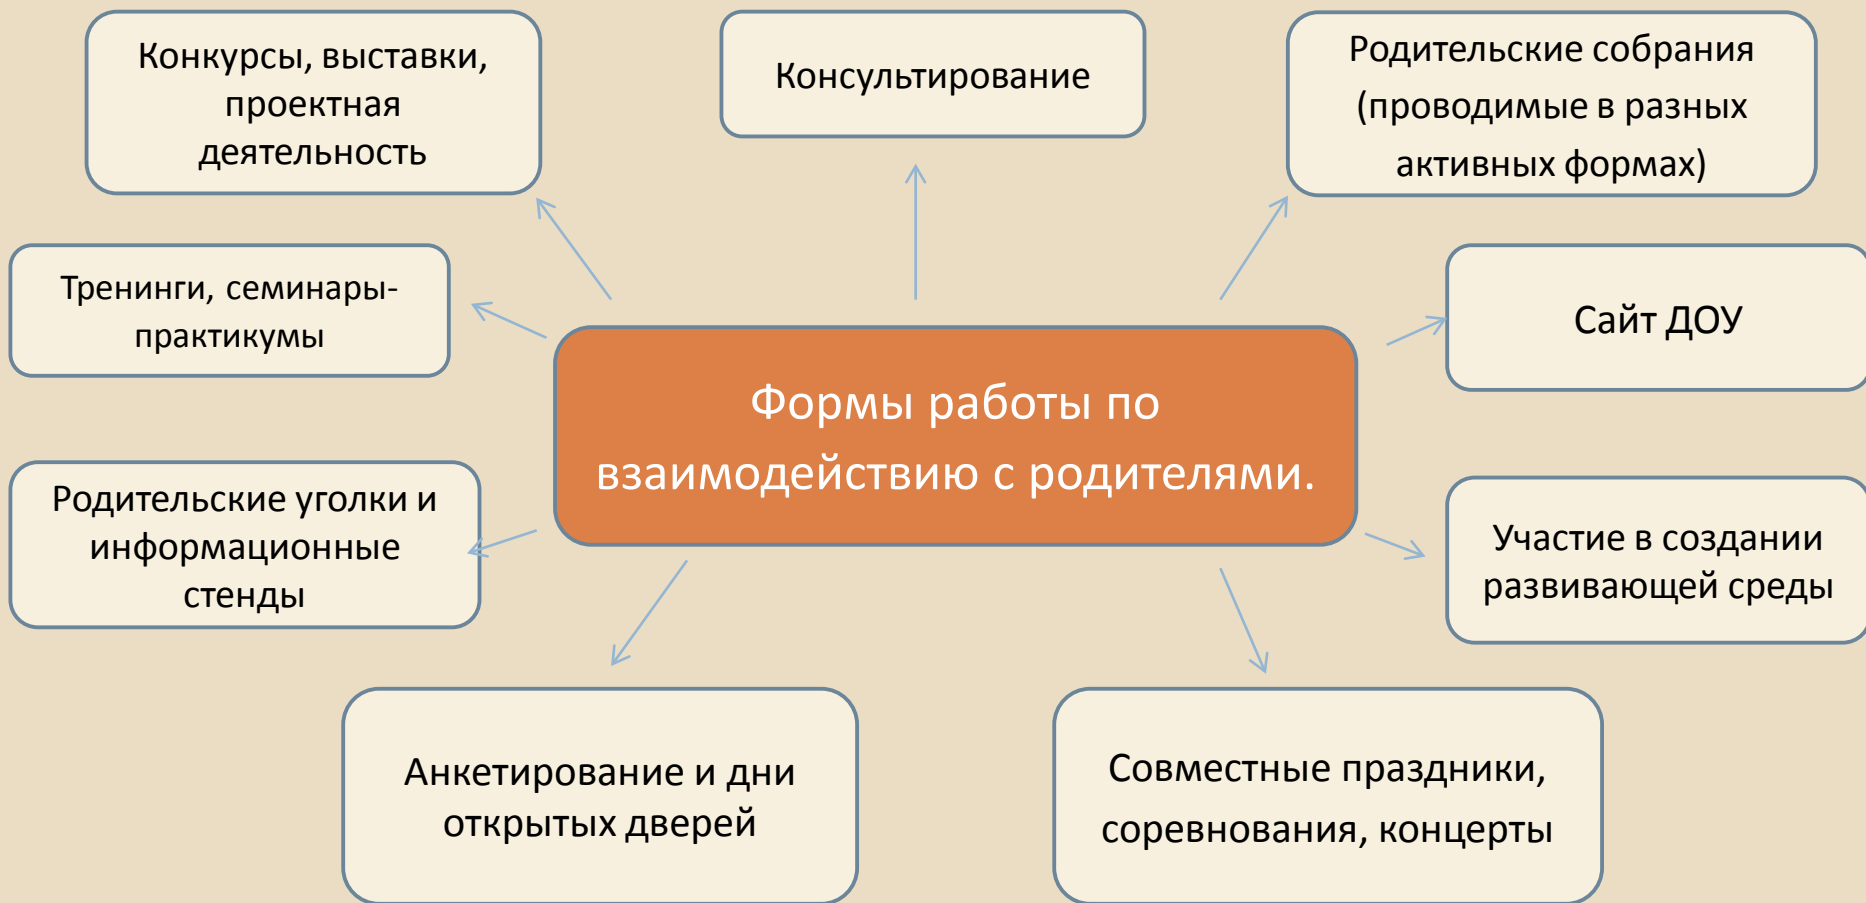 Конкурсы, выставки,
проектная
деятельность
Консультирование
Родительские собрания
(проводимые в разных
активных формах)
Тренинги, семинары-
практикумы
Сайт ДОУ
Формы работы по
взаимодействию с родителями.
Родительские уголки и
информационные
стенды
Участие в создании
развивающей среды
Анкетирование и дни
открытых дверей
Совместные праздники,
соревнования, концерты